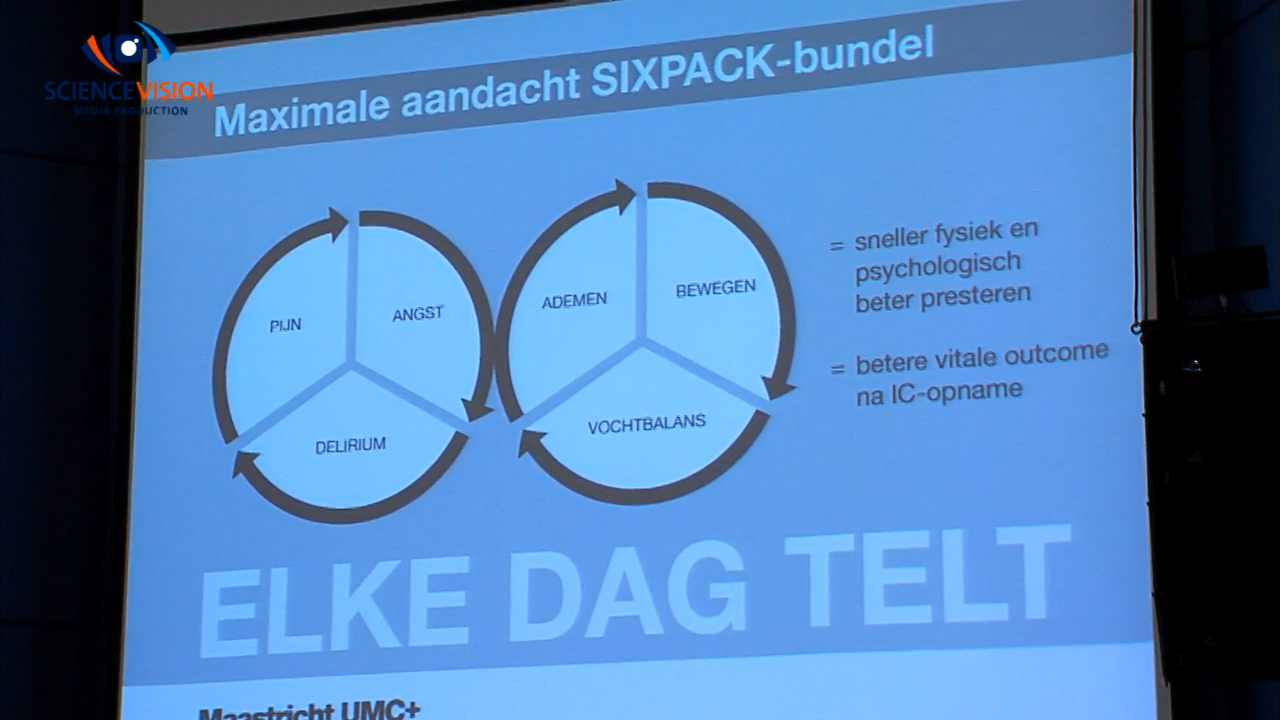 SCIENCEVISION
MEDIA PRODUCTION
Maximale aandacht SIXPACK-bundel
PIJN
ANGST
DELIRIUM
ADEMEN
BEWEGEN
VOCHTBALANS
= sneller fysiek en
psychologisch
beter presteren
= betere vitale outcome
na IC-opname
ELKE DAG TELT
Maastricht UMC+